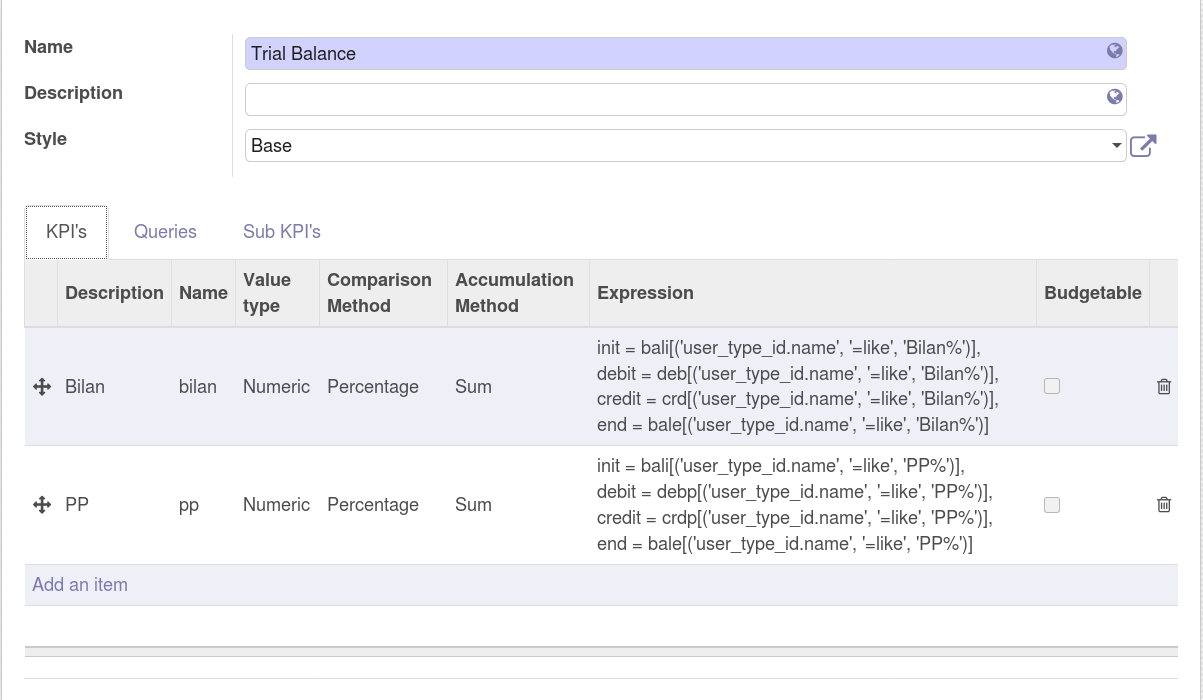 Name
Trial Balance
Description
Style
Base
KPI's
Queries
Sub KPI's
Description
Name
Value
type
Comparison
Method
Accumulation
Method
Expression
Budgetable
Bilan
bilan
Numeric
Percentage
Sum
init = bali[('user_type_id.name', '=like', 'Bilan%')],
debit = deb[('user_type_id.name', '=like', 'Bilan%')],
credit = crd[('user_type_id.name', '=like', 'Bilan%')],
end = bale[('user_type_id.name', '=like', 'Bilan%')]
PP
pp
Numeric
Percentage
Sum
init = bali[('user_type_id.name', '=like', 'PP%')],
debit = debp[('user_type_id.name', '=like', 'PP%')],
credit = crdp[('user_type_id.name', '=like', 'PP%')],
end = bale[('user_type_id.name', '=like', 'PP%')]
Add an item